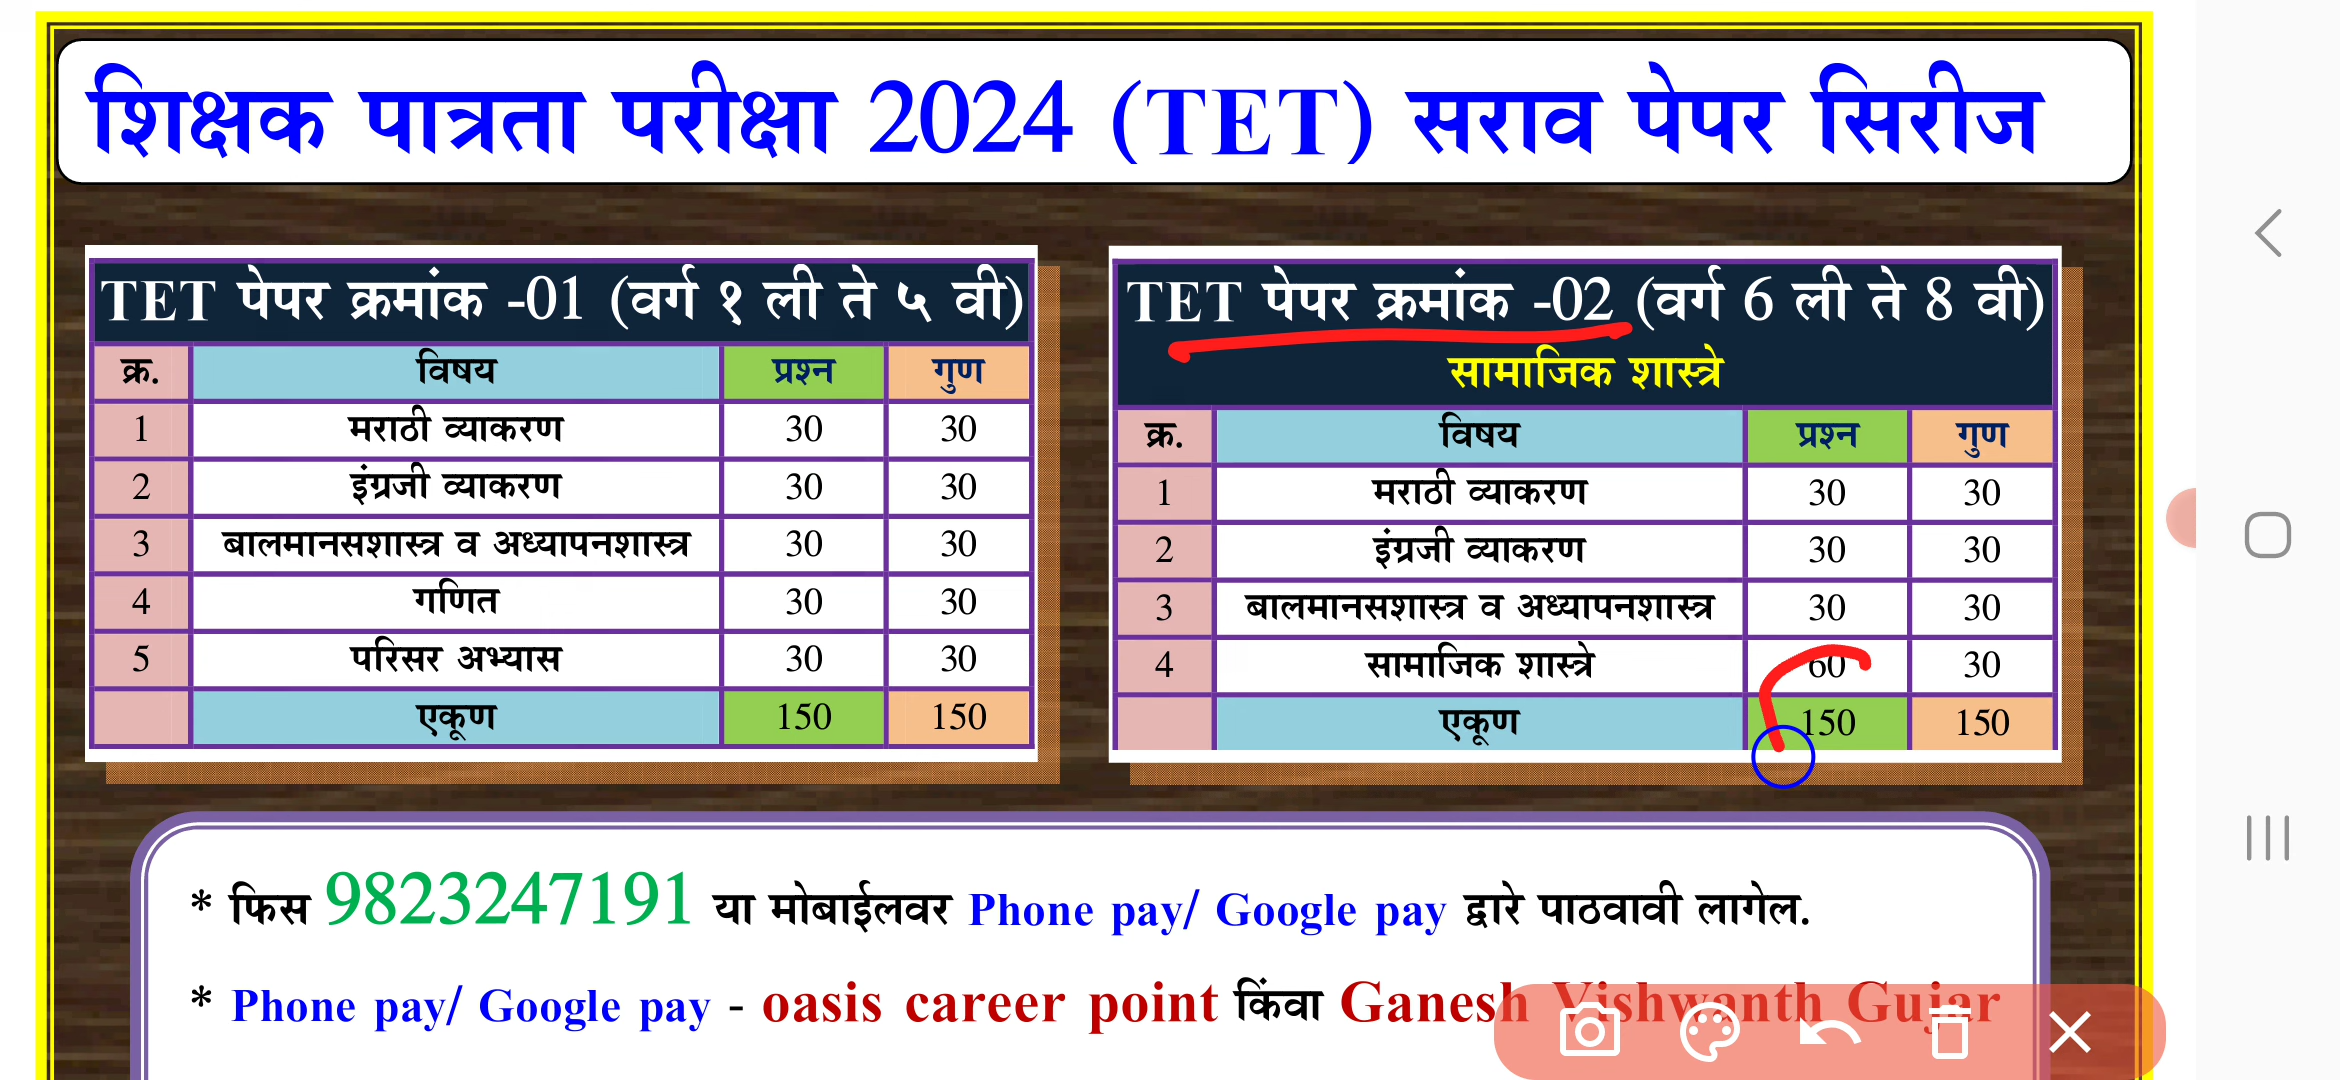 शिक्षक पात्रता परीक्षा 2024 (TET) सराव पेपर सिरीज
TET पेपर क्रमांक -01 (वर्ग १ ली ते ५ वी)
क्र. विषय प्रश्न गुण
1 मराठी व्याकरण 30 30
2 इंग्रजी व्याकरण 30 30
3 बालमानसशास्त्र व अध्यापनशास्त्र 30 30
4 गणित 30 30
5 परिसर अभ्यास 30 30
एकूण 150 150
TET पेपर क्रमांक -02 (वर्ग 6 ली ते 8 वी)
सामाजिक शास्त्रे
क्र. विषय प्रश्न गुण
1 मराठी व्याकरण 30 30
2 इंग्रजी व्याकरण 30 30
3 बालमानसशास्त्र व अध्यापनशास्त्र 30 30
4 सामाजिक शास्त्रे 60 30
एकूण 150 150
* फिस 9823247191 या मोबाईलवर Phone pay/ Google pay द्वारे पाठवावी लागेल.
* Phone pay/ Google pay - oasis career point किंवा Ganesh Vishwanth Gujar